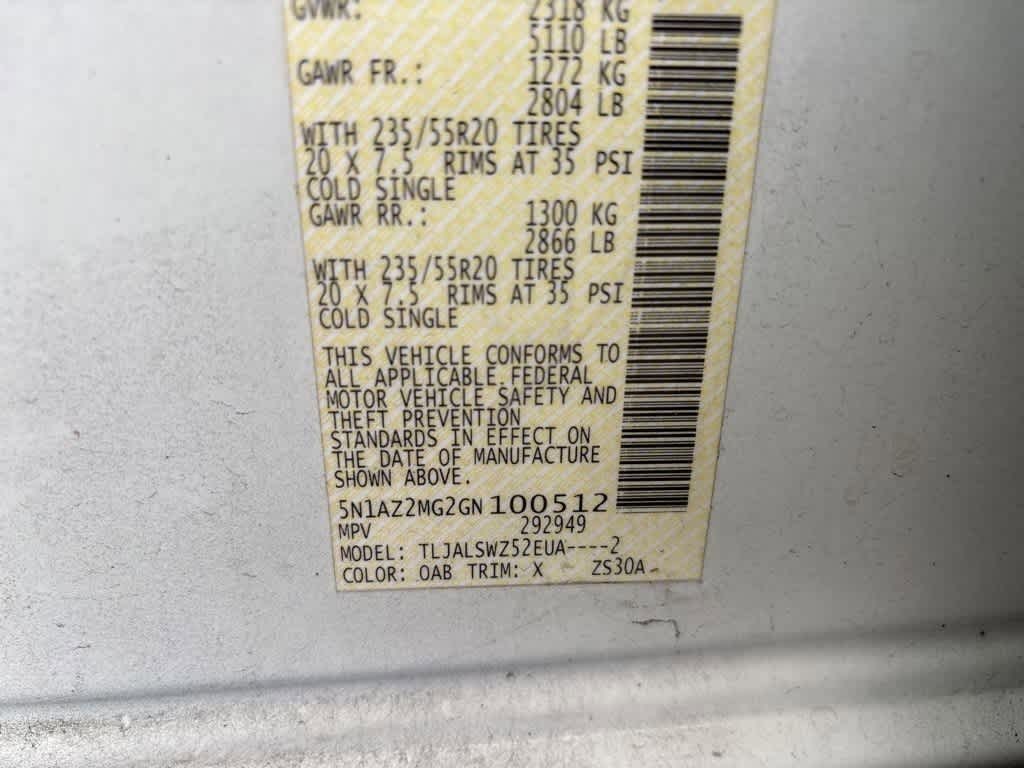 GVWR: 2318 KG
5110 LB
GAWR FR.: 1272 KG
2804 LB
WITH 235/55R20 TIRES
20 X 7.5 RIMS AT 35 PSI
COLD SINGLE
GAWR RR.: 1300 KG
2866 LB
WITH 235/55R20 TIRES
20 X 7.5 RIMS AT 35 PSI
COLD SINGLE
THIS VEHICLE CONFORMS TO
ALL APPLICABLE FEDERAL
MOTOR VEHICLE SAFETY AND
THEFT PREVENTION
STANDARDS IN EFFECT ON
THE DATE OF MANUFACTURE
SHOWN ABOVE.
5N1AZ2MG2GN100512
MPV 292949
MODEL: TLJALSWZ52EUA----2
COLOR: OAB TRIM: X ZS30A-